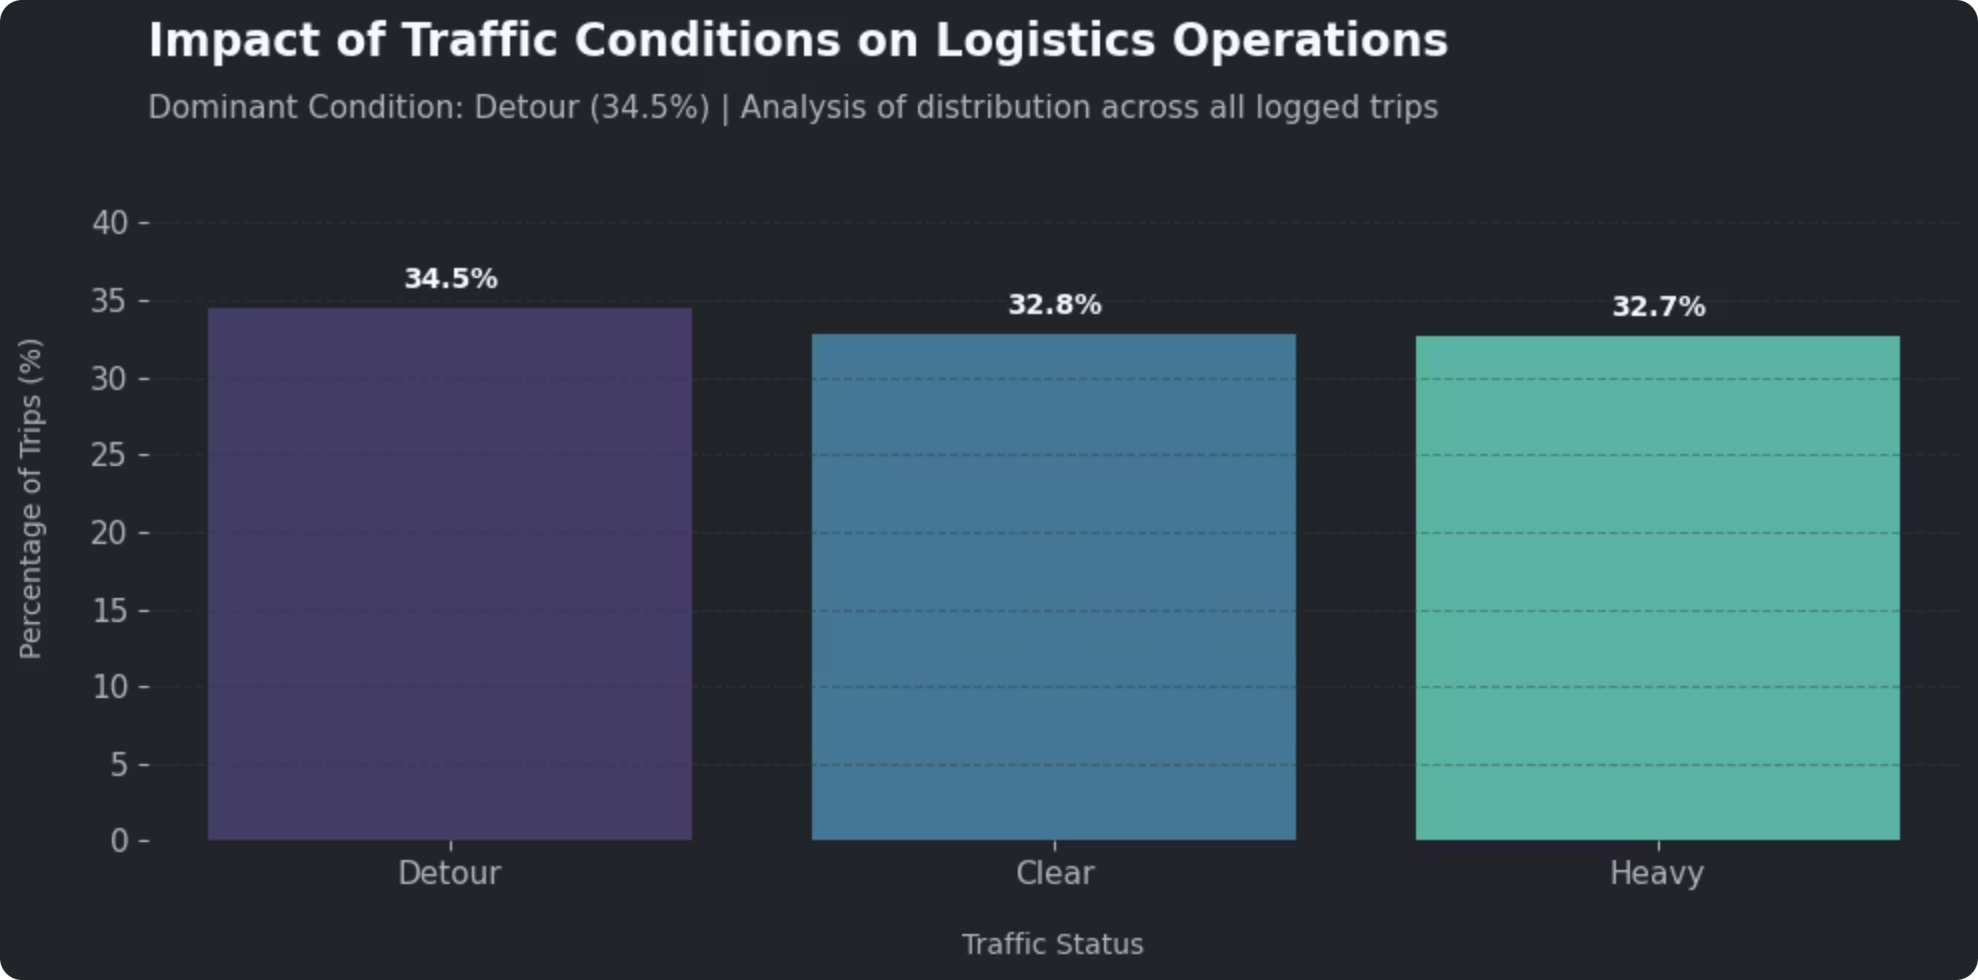 Impact of Traffic Conditions on Logistics Operations
Dominant Condition: Detour (34.5%) | Analysis of distribution across all logged trips
Percentage of Trips (%)
40
35
30
25
20
15
10
5
0
34.5%
32.8%
32.7%
Detour
Clear
Heavy
Traffic Status